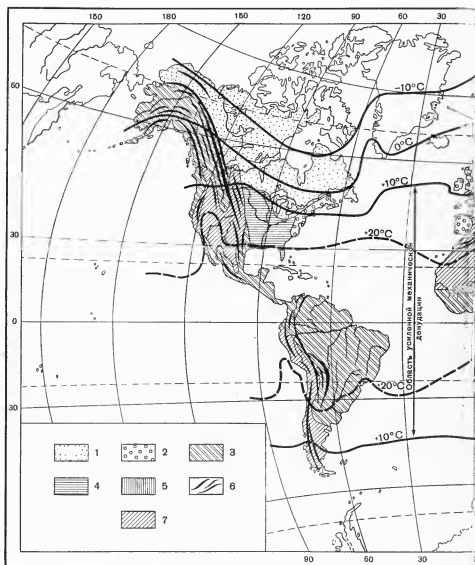 150 180 150 120 90 60 30
60
–10°C
0°C
+10°C
+20°C
30
Область усиленной механической
денудации
0
+20°C
30
+10°C
1 2 3
4 5 6
7
90 60 30